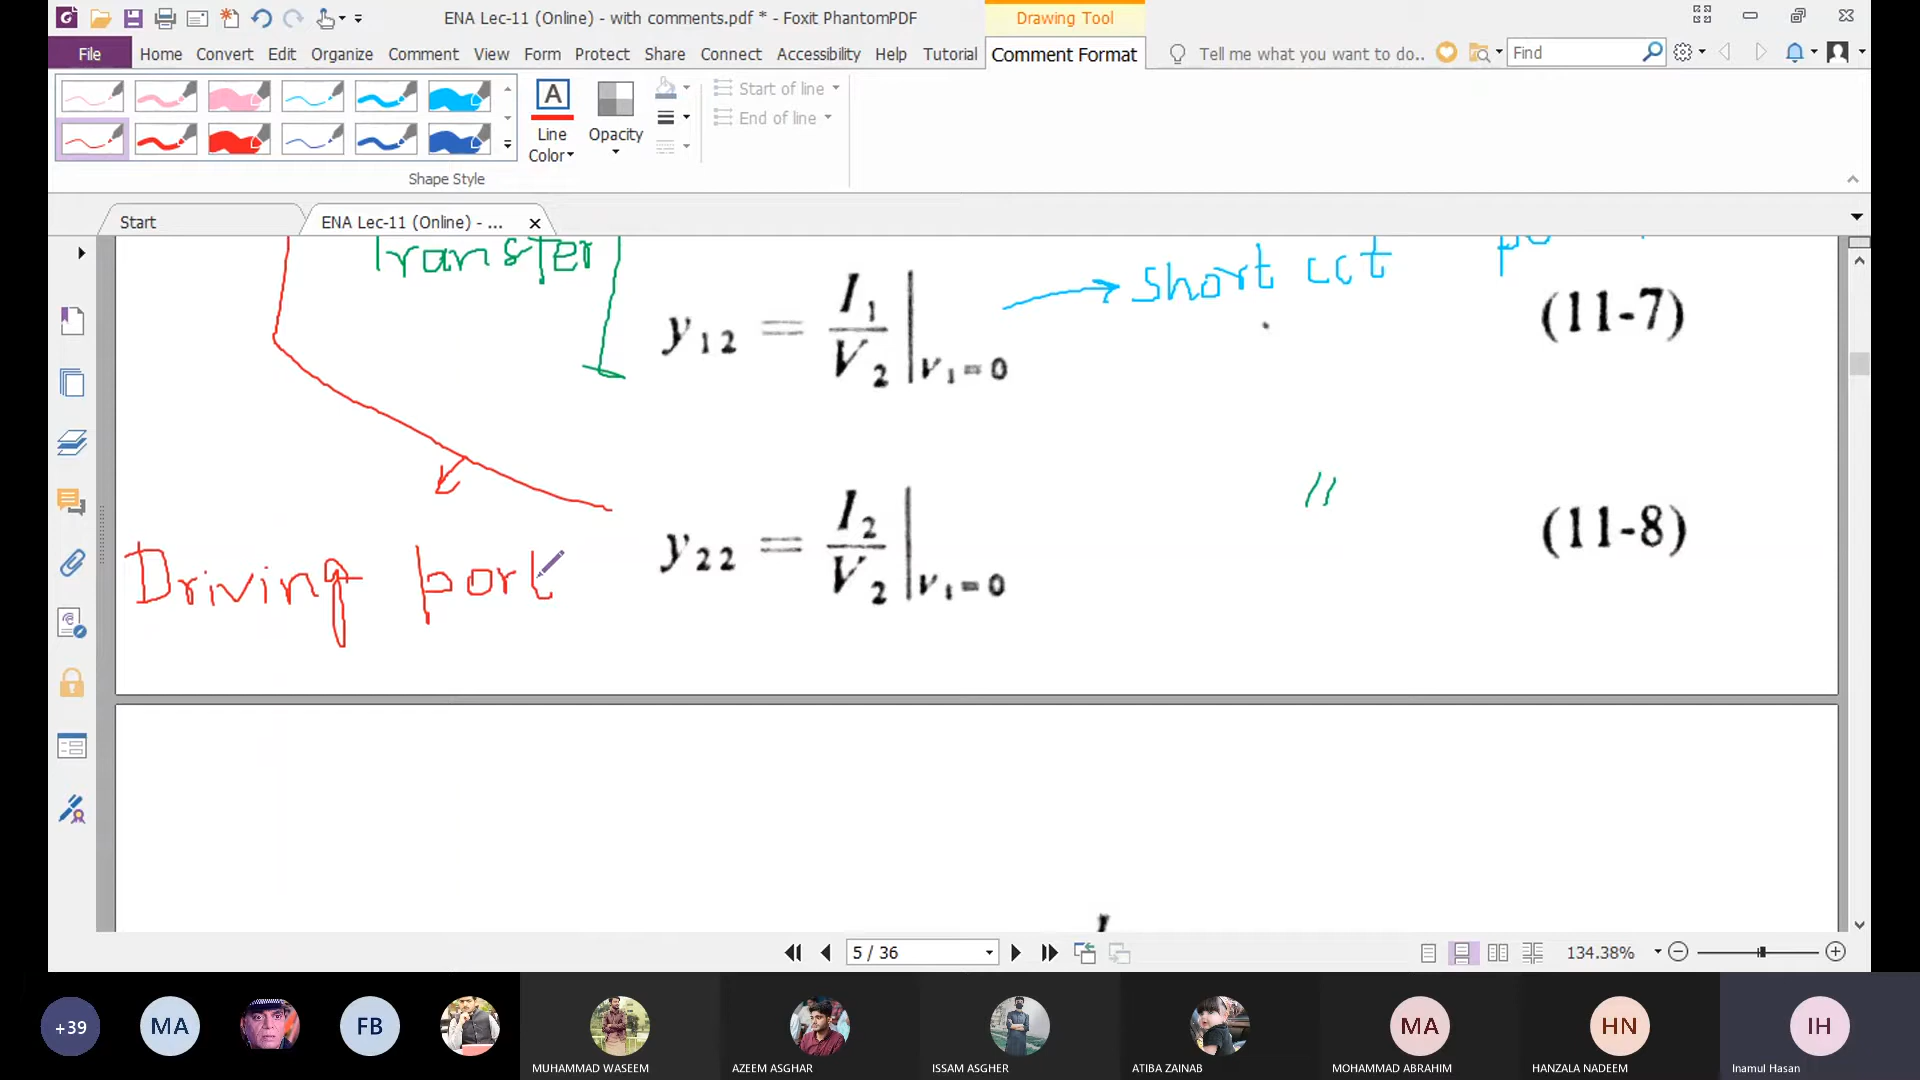 ENA Lec-11 (Online) - with comments.pdf * - Foxit PhantomPDF
Drawing Tool
File Home Convert Edit Organize Comment View Form Protect Share Connect Accessibility Help Tutorial Comment Format Tell me what you want to do.. Find
A
Line Color
Opacity
Start of line
End of line
Shape Style
Start
ENA Lec-11 (Online) - ...
Transfer
short cct
y12 = I1/V2 |V1=0
(11-7)
y22 = I2/V2 |V1=0
//
(11-8)
Driving port
5 / 36
134.38%
+39
MA
FB
MA
HN
IH
MUHAMMAD WASEEM
AZEEM ASGHAR
ISSAM ASGHER
ATIBA ZAINAB
MOHAMMAD ABRAHIM
HANZALA NADEEM
Inamul Hasan